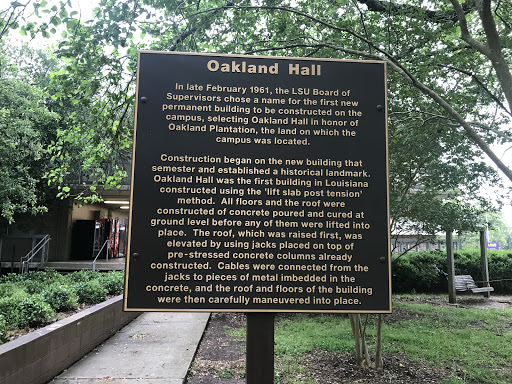 Oakland Hall
In late February 1961, the LSU Board of
Supervisors chose a name for the first new
permanent building to be constructed on the
campus, selecting Oakland Hall in honor of
Oakland Plantation, the land on which the
campus was located.
Construction began on the new building that
semester and established a historical landmark.
Oakland Hall was the first building in Louisiana
constructed using the 'lift slab post tension'
method. All floors and the roof were
constructed of concrete poured and cured at
ground level before any of them were lifted into
place. The roof, which was raised first, was
elevated by using jacks placed on top of
pre-stressed concrete columns already
constructed. Cables were connected from the
jacks to pieces of metal imbedded in the
concrete, and the roof and floors of the building
were then carefully maneuvered into place.